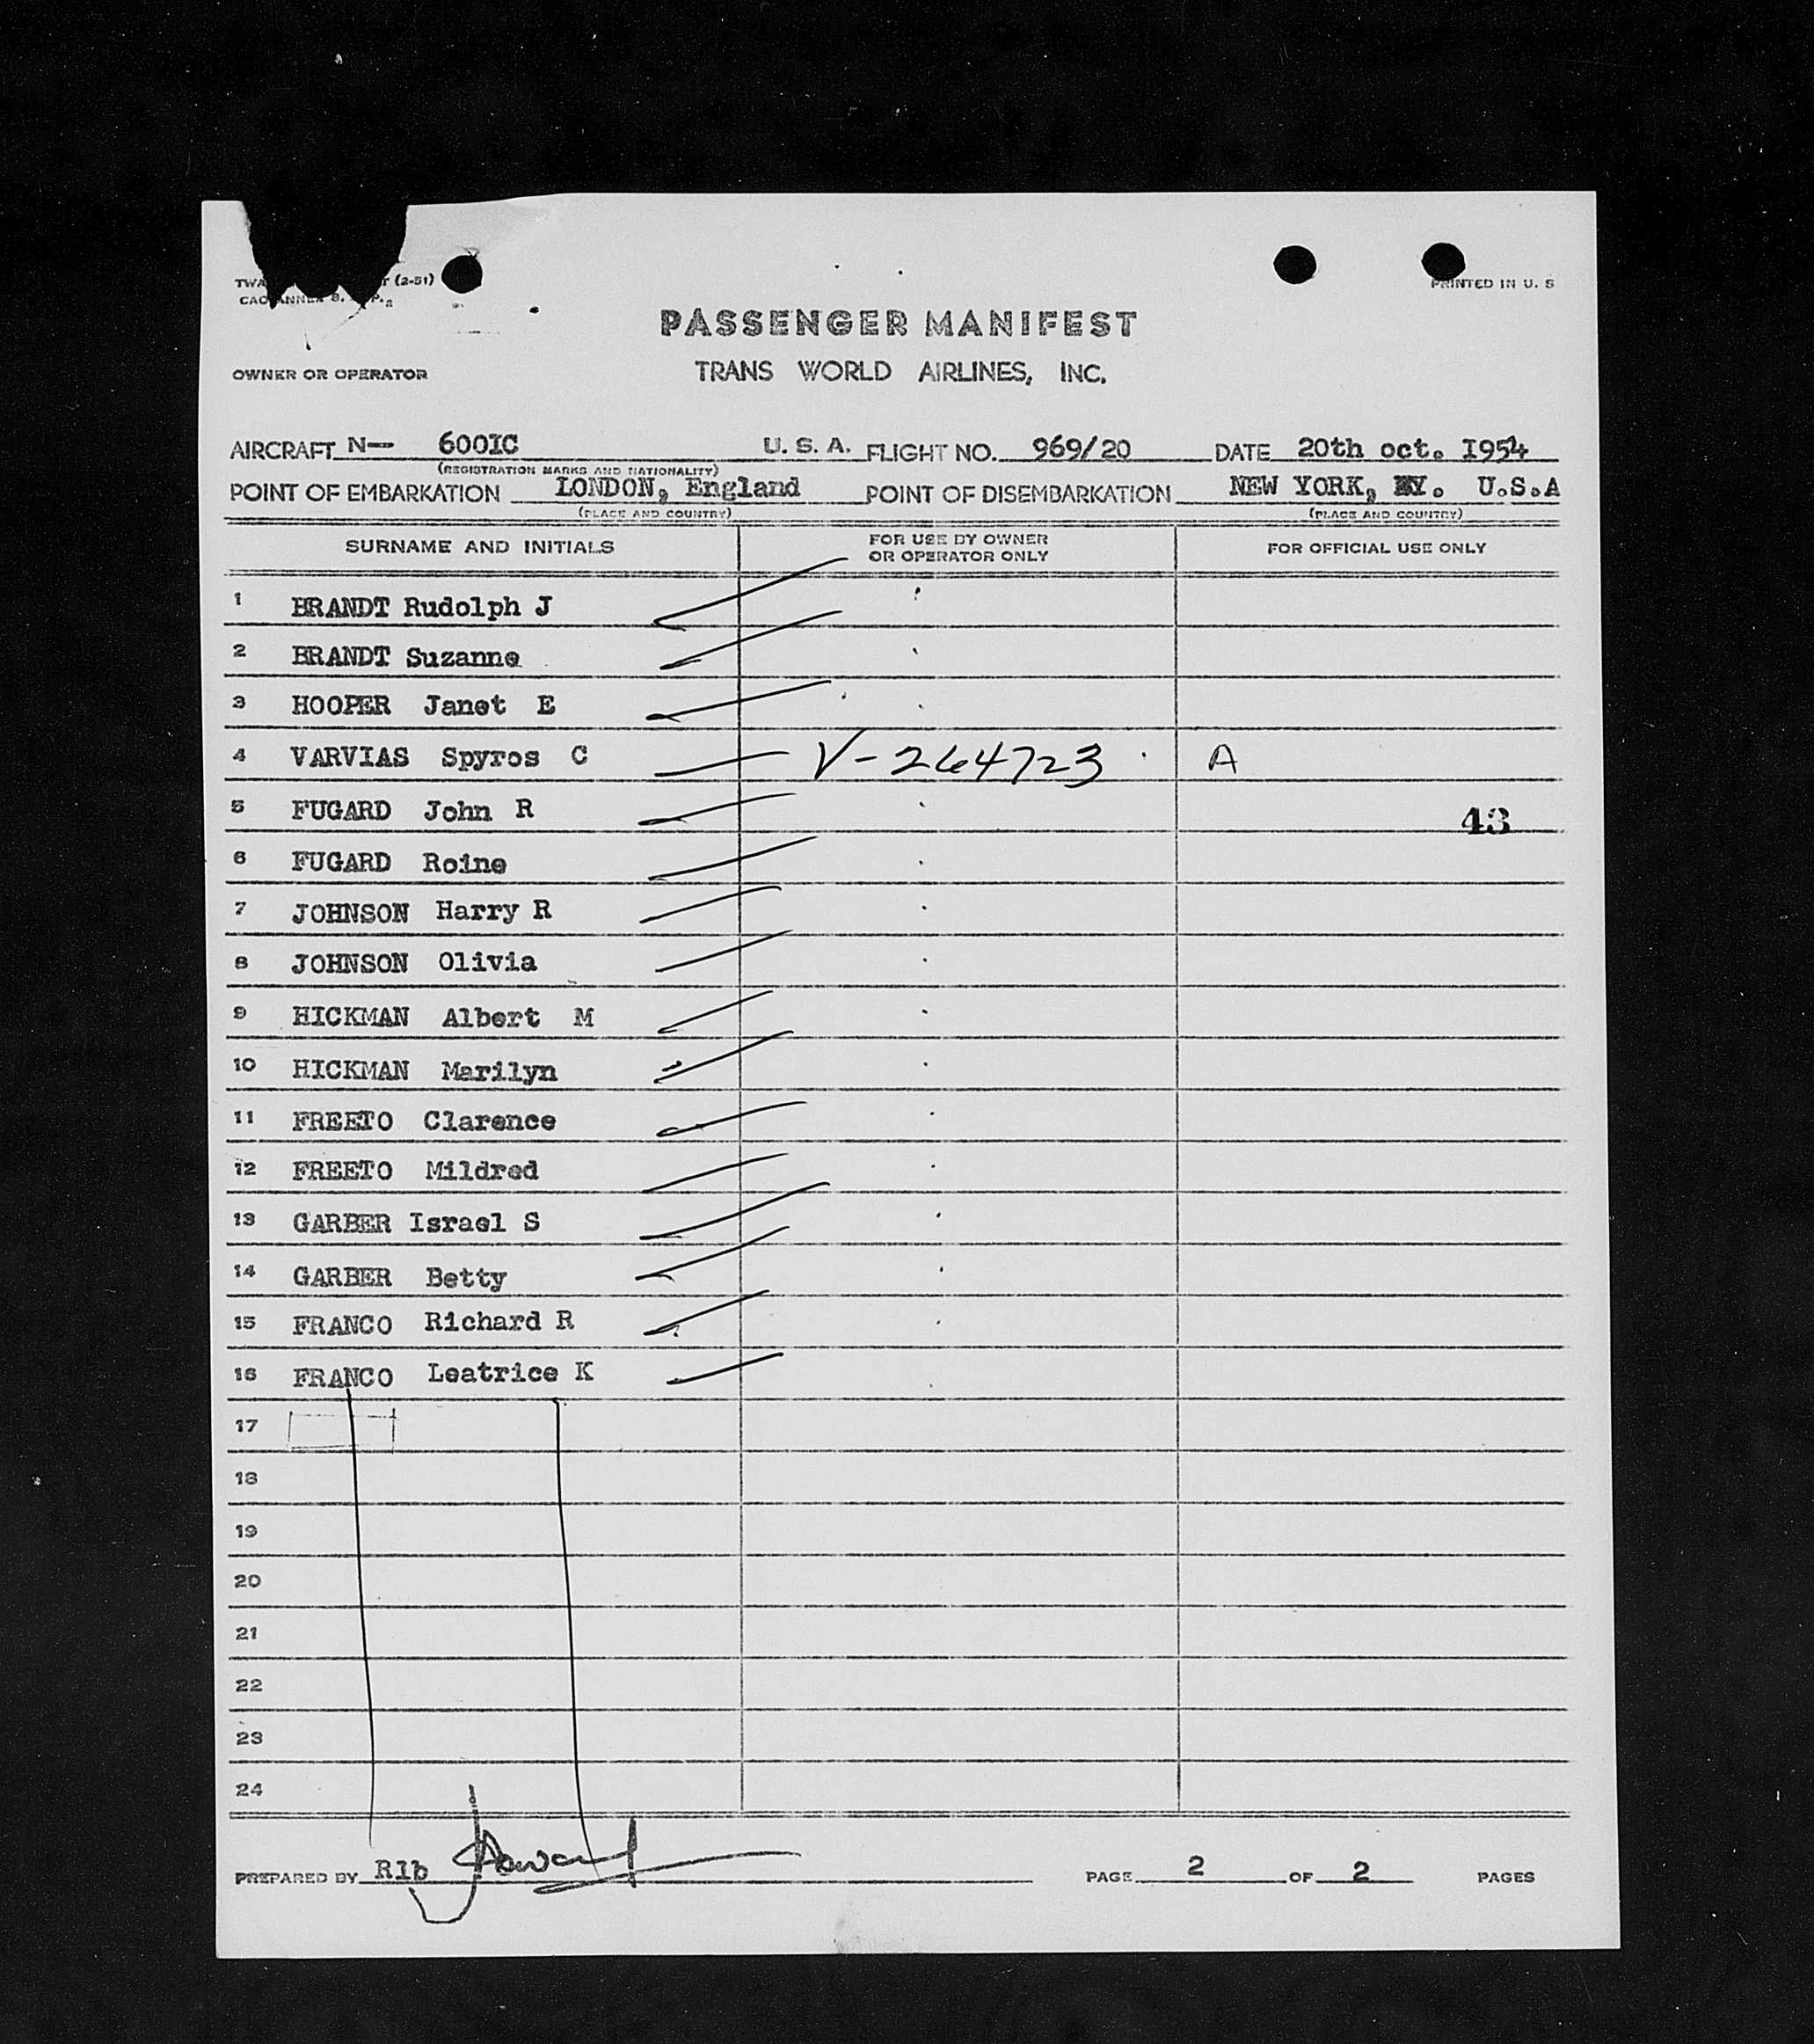 TWA (2-51)
PRINTED IN U. S
PASSENGER MANIFEST
OWNER OR OPERATOR
TRANS WORLD AIRLINES, INC.
AIRCRAFT N— 600IC U. S. A. FLIGHT NO. 969/20 DATE 20th oct. I954
(REGISTRATION MARKS AND NATIONALITY)
POINT OF EMBARKATION LONDON, England POINT OF DISEMBARKATION NEW YORK, NY. U.S.A
(PLACE AND COUNTRY) (PLACE AND COUNTRY)
SURNAME AND INITIALS FOR USE BY OWNER OR OPERATOR ONLY FOR OFFICIAL USE ONLY
1 BRANDT Rudolph J
2 BRANDT Suzanne
3 HOOPER Janet E
4 VARVIAS Spyros C V-264723 A
5 FUGARD John R 43
6 FUGARD Roine
7 JOHNSON Harry R
8 JOHNSON Olivia
9 HICKMAN Albert M
10 HICKMAN Marilyn
11 FREETO Clarence
12 FREETO Mildred
13 GARBER Israel S
14 GARBER Betty
15 FRANCO Richard R
16 FRANCO Leatrice K
17
18
19
20
21
22
23
24
PREPARED BY Rlb PAGE 2 OF 2 PAGES